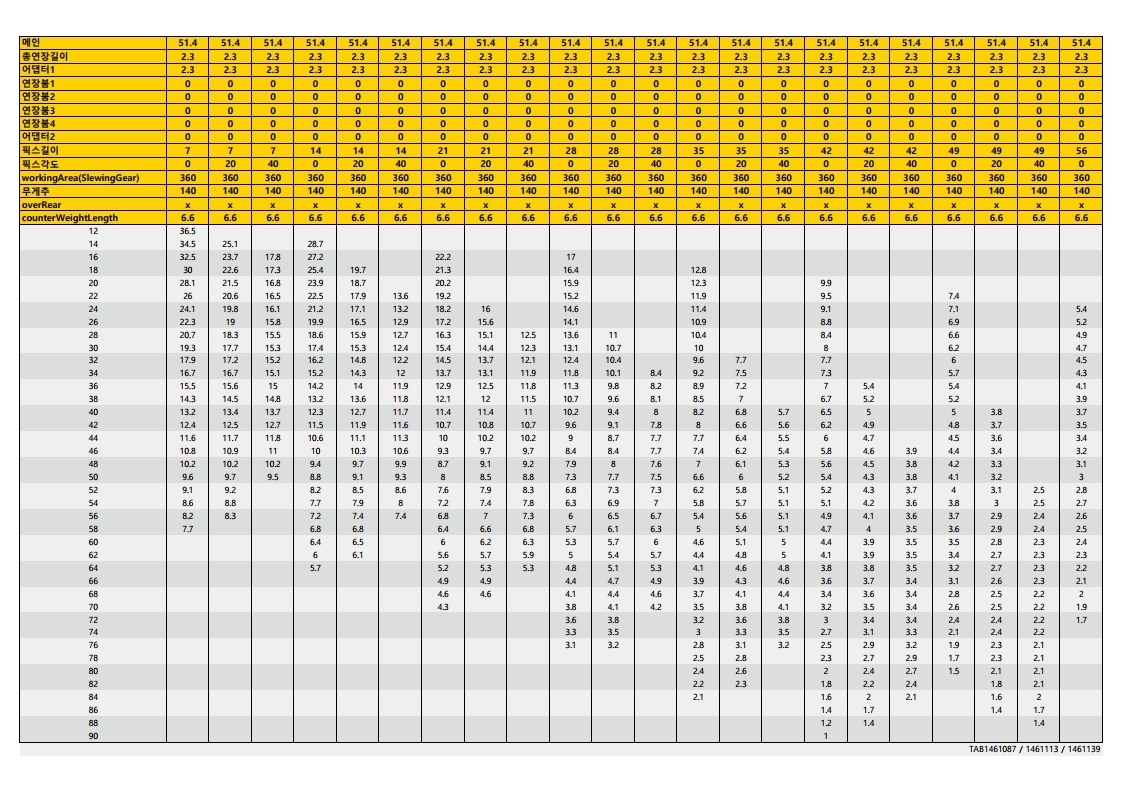 메인 51.4 51.4 51.4 51.4 51.4 51.4 51.4 51.4 51.4 51.4 51.4 51.4 51.4 51.4 51.4 51.4 51.4 51.4 51.4 51.4 51.4 51.4
총연장길이 2.3 2.3 2.3 2.3 2.3 2.3 2.3 2.3 2.3 2.3 2.3 2.3 2.3 2.3 2.3 2.3 2.3 2.3 2.3 2.3 2.3 2.3
어댑터1 2.3 2.3 2.3 2.3 2.3 2.3 2.3 2.3 2.3 2.3 2.3 2.3 2.3 2.3 2.3 2.3 2.3 2.3 2.3 2.3 2.3 2.3
연장붐1 0 0 0 0 0 0 0 0 0 0 0 0 0 0 0 0 0 0 0 0 0 0
연장붐2 0 0 0 0 0 0 0 0 0 0 0 0 0 0 0 0 0 0 0 0 0 0
연장붐3 0 0 0 0 0 0 0 0 0 0 0 0 0 0 0 0 0 0 0 0 0 0
연장붐4 0 0 0 0 0 0 0 0 0 0 0 0 0 0 0 0 0 0 0 0 0 0
어댑터2 0 0 0 0 0 0 0 0 0 0 0 0 0 0 0 0 0 0 0 0 0 0
픽스길이 7 7 7 14 14 14 21 21 21 28 28 28 35 35 35 42 42 42 49 49 49 56
픽스각도 0 20 40 0 20 40 0 20 40 0 20 40 0 20 40 0 20 40 0 20 40 0
workingArea(SlewingGear) 360 360 360 360 360 360 360 360 360 360 360 360 360 360 360 360 360 360 360 360 360 360
무게추 140 140 140 140 140 140 140 140 140 140 140 140 140 140 140 140 140 140 140 140 140 140
overRear x x x x x x x x x x x x x x x x x x x x x x
counterWeightLength 6.6 6.6 6.6 6.6 6.6 6.6 6.6 6.6 6.6 6.6 6.6 6.6 6.6 6.6 6.6 6.6 6.6 6.6 6.6 6.6 6.6 6.6
12 36.5
14 34.5 25.1 28.7
16 32.5 23.7 17.8 27.2 22.2 17
18 30 22.6 17.3 25.4 19.7 21.3 16.4 12.8
20 28.1 21.5 16.8 23.9 18.7 20.2 15.9 12.3 9.9
22 26 20.6 16.5 22.5 17.9 13.6 19.2 15.2 11.9 9.5 7.4
24 24.1 19.8 16.1 21.2 17.1 13.2 18.2 16 14.6 11.4 9.1 7.1 5.4
26 22.3 19 15.8 19.9 16.5 12.9 17.2 15.6 14.1 10.9 8.8 6.9 5.2
28 20.7 18.3 15.5 18.6 15.9 12.7 16.3 15.1 12.5 13.6 11 10.4 8.4 6.6 4.9
30 19.3 17.7 15.3 17.4 15.3 12.4 15.4 14.4 12.3 13.1 10.7 10 8 6.2 4.7
32 17.9 17.2 15.2 16.2 14.8 12.2 14.5 13.7 12.1 12.4 10.4 9.6 7.7 7.7 6 4.5
34 16.7 16.7 15.1 15.2 14.3 12 13.7 13.1 11.9 11.8 10.1 8.4 9.2 7.5 7.3 5.7 4.3
36 15.5 15.6 15 14.2 14 11.9 12.9 12.5 11.8 11.3 9.8 8.2 8.9 7.2 7 5.4 5.4 4.1
38 14.3 14.5 14.8 13.2 13.6 11.8 12.1 12 11.5 10.7 9.6 8.1 8.5 7 6.7 5.2 5.2 3.9
40 13.2 13.4 13.7 12.3 12.7 11.7 11.4 11.4 11 10.2 9.4 8 8.2 6.8 5.7 6.5 5 5 3.8 3.7
42 12.4 12.5 12.7 11.5 11.9 11.6 10.7 10.8 10.7 9.6 9.1 7.8 8 6.6 5.6 6.2 4.9 4.8 3.7 3.5
44 11.6 11.7 11.8 10.6 11.1 11.3 10 10.2 10.2 9 8.7 7.7 7.7 6.4 5.5 6 4.7 4.5 3.6 3.4
46 10.8 10.9 11 10 10.3 10.6 9.3 9.7 9.7 8.4 8.4 7.7 7.4 6.2 5.4 5.8 4.6 3.9 4.4 3.4 3.2
48 10.2 10.2 10.2 9.4 9.7 9.9 8.7 9.1 9.2 7.9 8 7.6 7 6.1 5.3 5.6 4.5 3.8 4.2 3.3 3.1
50 9.6 9.7 9.5 8.8 9.1 9.3 8 8.5 8.8 7.3 7.7 7.5 6.6 6 5.2 5.4 4.3 3.8 4.1 3.2 3
52 9.1 9.2 8.2 8.5 8.6 7.6 7.9 8.3 6.8 7.3 7.3 6.2 5.8 5.1 5.2 4.3 3.7 4 3.1 2.5 2.8
54 8.6 8.8 7.7 7.9 8 7.2 7.4 7.8 6.3 6.9 7 5.8 5.7 5.1 5.1 4.2 3.6 3.8 3 2.5 2.7
56 8.2 8.3 7.2 7.4 7.4 6.8 7 7.3 6 6.5 6.7 5.4 5.6 5.1 4.9 4.1 3.6 3.7 2.9 2.4 2.6
58 7.7 6.8 6.8 6.4 6.6 6.8 5.7 6.1 6.3 5 5.4 5.1 4.7 4 3.5 3.6 2.9 2.4 2.5
60 6.4 6.5 6 6.2 6.3 5.3 5.7 6 4.6 5.1 5 4.4 3.9 3.5 3.5 2.8 2.3 2.4
62 6 6.1 5.6 5.7 5.9 5 5.4 5.7 4.4 4.8 5 4.1 3.9 3.5 3.4 2.7 2.3 2.3
64 5.7 5.2 5.3 5.3 4.8 5.1 5.3 4.1 4.6 4.8 3.8 3.8 3.5 3.2 2.7 2.3 2.2
66 4.9 4.9 4.4 4.7 4.9 3.9 4.3 4.6 3.6 3.7 3.4 3.1 2.6 2.3 2.1
68 4.6 4.6 4.1 4.4 4.6 3.7 4.1 4.4 3.4 3.6 3.4 2.8 2.5 2.2 2
70 4.3 3.8 4.1 4.2 3.5 3.8 4.1 3.2 3.5 3.4 2.6 2.5 2.2 1.9
72 3.6 3.8 3.2 3.6 3.8 3 3.4 3.4 2.4 2.4 2.2 1.7
74 3.3 3.5 3 3.3 3.5 2.7 3.1 3.3 2.1 2.4 2.2
76 3.1 3.2 2.8 3.1 3.2 2.5 2.9 3.2 1.9 2.3 2.1
78 2.5 2.8 2.3 2.7 2.9 1.7 2.3 2.1
80 2.4 2.6 2 2.4 2.7 1.5 2.1 2.1
82 2.2 2.3 1.8 2.2 2.4 1.8 2.1
84 2.1 1.6 2 2.1 1.6 2
86 1.4 1.7 1.4 1.7
88 1.2 1.4 1.4
90 1
TAB1461087 / 1461113 / 1461139